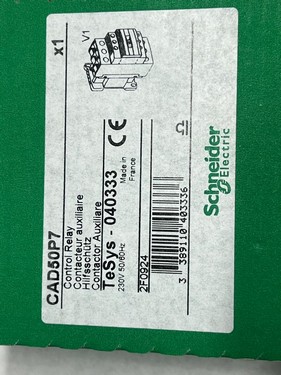 x1
V1
CAD50P7
Control Relay
Contacteur auxiliaire
Hilfsschütz
Contactor Auxiliare
TeSys - 040333
230V 50/60Hz
Made in
France
CE
2F0924
3 389110 403336
Schneider
Electric